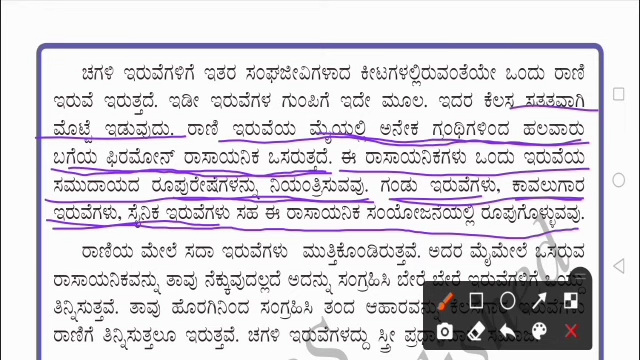 ಚಗಳಿ ಇರುವೆಗಳಿಗೆ ಇತರ ಸಂಘಜೀವಿಗಳಾದ ಕೀಟಗಳಲ್ಲಿರುವಂತೆಯೇ ಒಂದು ರಾಣಿ
ಇರುವೆ ಇರುತ್ತದೆ. ಇಡೀ ಇರುವೆಗಳ ಗುಂಪಿಗೆ ಇದೇ ಮೂಲ. ಇದರ ಕೆಲಸ ಸತತವಾಗಿ
ಮೊಟ್ಟೆ ಇಡುವುದು. ರಾಣಿ ಇರುವೆಯ ಮೈಯಲ್ಲಿ ಅನೇಕ ಗ್ರಂಥಿಗಳಿಂದ ಹಲವಾರು
ಬಗೆಯ ಫಿರಮೋನ್ ರಾಸಾಯನಿಕ ಒಸರುತ್ತದೆ. ಈ ರಾಸಾಯನಿಕಗಳು ಒಂದು ಇರುವೆಯ
ಸಮುದಾಯದ ರೂಪುರೇಷೆಗಳನ್ನು ನಿಯಂತ್ರಿಸುವವು. ಗಂಡು ಇರುವೆಗಳು, ಕಾವಲುಗಾರ
ಇರುವೆಗಳು, ಸೈನಿಕ ಇರುವೆಗಳು ಸಹ ಈ ರಾಸಾಯನಿಕ ಸಂಯೋಜನೆಯಲ್ಲಿ ರೂಪುಗೊಳ್ಳುವವು.
ರಾಣಿಯ ಮೇಲೆ ಸದಾ ಇರುವೆಗಳು ಮುತ್ತಿಕೊಂಡಿರುತ್ತವೆ. ಅದರ ಮೈಮೇಲೆ ಒಸರುವ
ರಾಸಾಯನಿಕವನ್ನು ತಾವು ನೆಕ್ಕುವುದಲ್ಲದೆ ಅದನ್ನು ಸಂಗ್ರಹಿಸಿ ಬೇರೆ ಬೇರೆ ಇರುವೆಗಳಿಗೆ ಒಯ್ದು
ತಿನ್ನಿಸುತ್ತವೆ. ತಾವು ಹೊರಗಿನಿಂದ ಸಂಗ್ರಹಿಸಿ ತಂದ ಆಹಾರವನ್ನು
ರಾಣಿಗೆ ತಿನ್ನಿಸುತ್ತಲೂ ಇರುತ್ತವೆ. ಚಗಳಿ ಇರುವೆಗಳದ್ದು ಸ್ತ್ರೀ